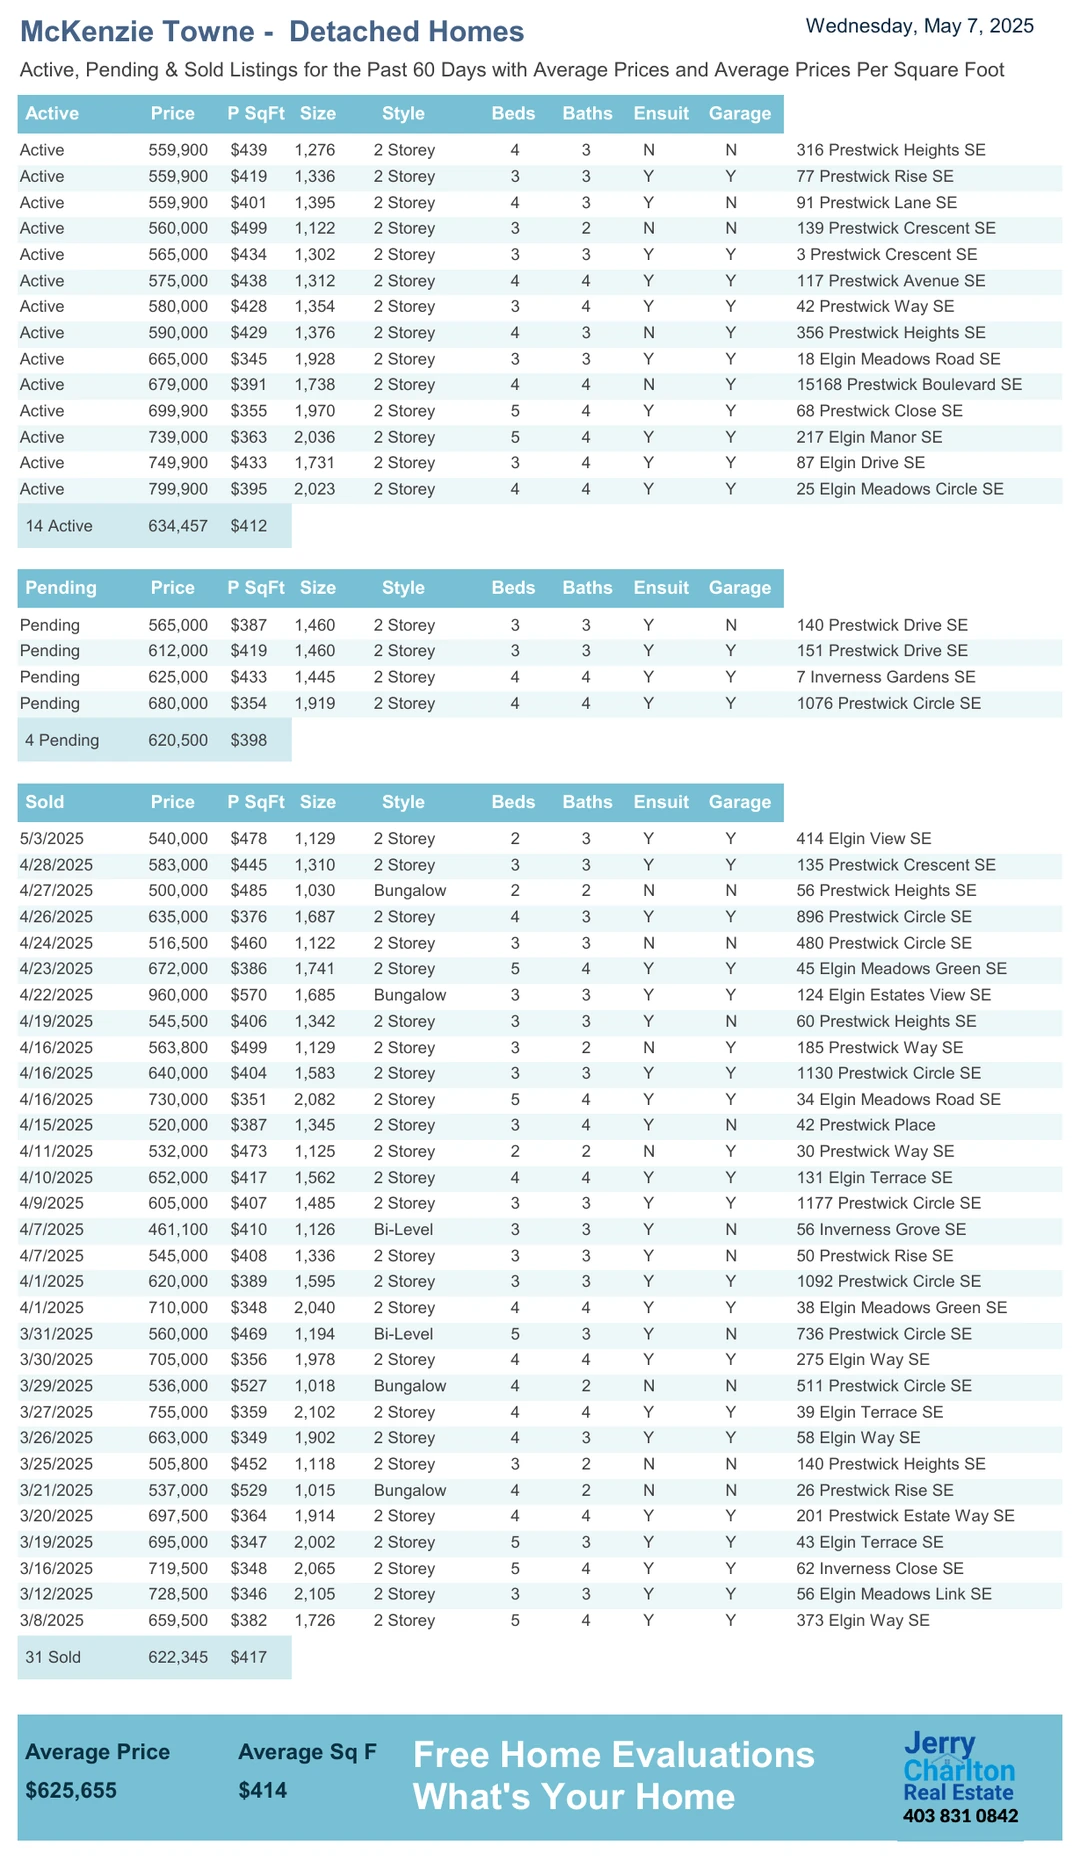 McKenzie Towne -  Detached Homes
Wednesday, May 7, 2025
Active, Pending & Sold Listings for the Past 60 Days with Average Prices and Average Prices Per Square Foot
Active Price P SqFt Size Style Beds Baths Ensuit Garage
Active 559,900 $439 1,276 2 Storey 4 3 N N 316 Prestwick Heights SE
Active 559,900 $419 1,336 2 Storey 3 3 Y Y 77 Prestwick Rise SE
Active 559,900 $401 1,395 2 Storey 4 3 Y N 91 Prestwick Lane SE
Active 560,000 $499 1,122 2 Storey 3 2 N N 139 Prestwick Crescent SE
Active 565,000 $434 1,302 2 Storey 3 3 Y Y 3 Prestwick Crescent SE
Active 575,000 $438 1,312 2 Storey 4 4 Y Y 117 Prestwick Avenue SE
Active 580,000 $428 1,354 2 Storey 3 4 Y Y 42 Prestwick Way SE
Active 590,000 $429 1,376 2 Storey 4 3 N Y 356 Prestwick Heights SE
Active 665,000 $345 1,928 2 Storey 3 3 Y Y 18 Elgin Meadows Road SE
Active 679,000 $391 1,738 2 Storey 4 4 N Y 15168 Prestwick Boulevard SE
Active 699,900 $355 1,970 2 Storey 5 4 Y Y 68 Prestwick Close SE
Active 739,000 $363 2,036 2 Storey 5 4 Y Y 217 Elgin Manor SE
Active 749,900 $433 1,731 2 Storey 3 4 Y Y 87 Elgin Drive SE
Active 799,900 $395 2,023 2 Storey 4 4 Y Y 25 Elgin Meadows Circle SE
14 Active 634,457 $412
Pending Price P SqFt Size Style Beds Baths Ensuit Garage
Pending 565,000 $387 1,460 2 Storey 3 3 Y N 140 Prestwick Drive SE
Pending 612,000 $419 1,460 2 Storey 3 3 Y Y 151 Prestwick Drive SE
Pending 625,000 $433 1,445 2 Storey 4 4 Y Y 7 Inverness Gardens SE
Pending 680,000 $354 1,919 2 Storey 4 4 Y Y 1076 Prestwick Circle SE
4 Pending 620,500 $398
Sold Price P SqFt Size Style Beds Baths Ensuit Garage
5/3/2025 540,000 $478 1,129 2 Storey 2 3 Y Y 414 Elgin View SE
4/28/2025 583,000 $445 1,310 2 Storey 3 3 Y Y 135 Prestwick Crescent SE
4/27/2025 500,000 $485 1,030 Bungalow 2 2 N N 56 Prestwick Heights SE
4/26/2025 635,000 $376 1,687 2 Storey 4 3 Y Y 896 Prestwick Circle SE
4/24/2025 516,500 $460 1,122 2 Storey 3 3 N N 480 Prestwick Circle SE
4/23/2025 672,000 $386 1,741 2 Storey 5 4 Y Y 45 Elgin Meadows Green SE
4/22/2025 960,000 $570 1,685 Bungalow 3 3 Y Y 124 Elgin Estates View SE
4/19/2025 545,500 $406 1,342 2 Storey 3 3 Y N 60 Prestwick Heights SE
4/16/2025 563,800 $499 1,129 2 Storey 3 2 N Y 185 Prestwick Way SE
4/16/2025 640,000 $404 1,583 2 Storey 3 3 Y Y 1130 Prestwick Circle SE
4/16/2025 730,000 $351 2,082 2 Storey 5 4 Y Y 34 Elgin Meadows Road SE
4/15/2025 520,000 $387 1,345 2 Storey 3 4 Y N 42 Prestwick Place
4/11/2025 532,000 $473 1,125 2 Storey 2 2 N Y 30 Prestwick Way SE
4/10/2025 652,000 $417 1,562 2 Storey 4 4 Y Y 131 Elgin Terrace SE
4/9/2025 605,000 $407 1,485 2 Storey 3 3 Y Y 1177 Prestwick Circle SE
4/7/2025 461,100 $410 1,126 Bi-Level 3 3 Y N 56 Inverness Grove SE
4/7/2025 545,000 $408 1,336 2 Storey 3 3 Y N 50 Prestwick Rise SE
4/1/2025 620,000 $389 1,595 2 Storey 3 3 Y Y 1092 Prestwick Circle SE
4/1/2025 710,000 $348 2,040 2 Storey 4 4 Y Y 38 Elgin Meadows Green SE
3/31/2025 560,000 $469 1,194 Bi-Level 5 3 Y N 736 Prestwick Circle SE
3/30/2025 705,000 $356 1,978 2 Storey 4 4 Y Y 275 Elgin Way SE
3/29/2025 536,000 $527 1,018 Bungalow 4 2 N N 511 Prestwick Circle SE
3/27/2025 755,000 $359 2,102 2 Storey 4 4 Y Y 39 Elgin Terrace SE
3/26/2025 663,000 $349 1,902 2 Storey 4 3 Y Y 58 Elgin Way SE
3/25/2025 505,800 $452 1,118 2 Storey 3 2 N N 140 Prestwick Heights SE
3/21/2025 537,000 $529 1,015 Bungalow 4 2 N N 26 Prestwick Rise SE
3/20/2025 697,500 $364 1,914 2 Storey 4 4 Y Y 201 Prestwick Estate Way SE
3/19/2025 695,000 $347 2,002 2 Storey 5 3 Y Y 43 Elgin Terrace SE
3/16/2025 719,500 $348 2,065 2 Storey 5 4 Y Y 62 Inverness Close SE
3/12/2025 728,500 $346 2,105 2 Storey 3 3 Y Y 56 Elgin Meadows Link SE
3/8/2025 659,500 $382 1,726 2 Storey 5 4 Y Y 373 Elgin Way SE
31 Sold 622,345 $417
Average Price Average Sq F
$625,655 $414
Free Home Evaluations
What's Your Home
Jerry
Charlton
Real Estate
403 831 0842